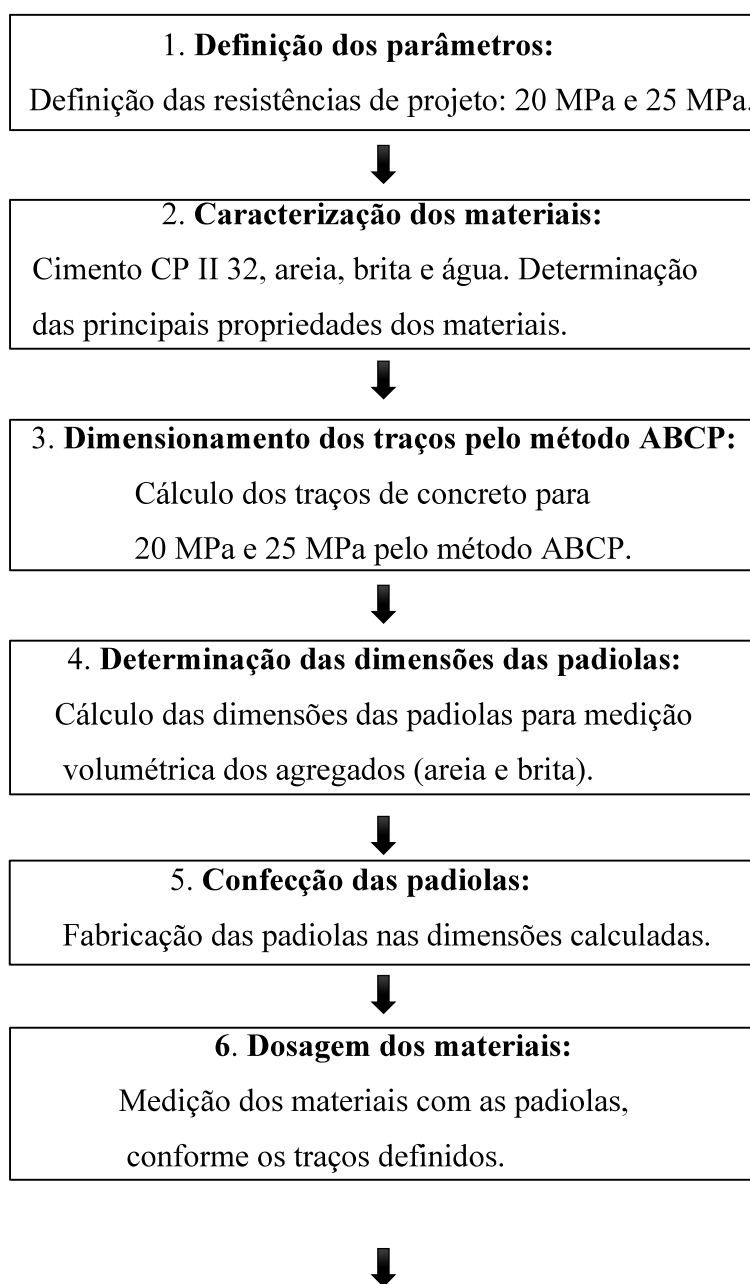 1. Definição dos parâmetros:
Definição das resistências de projeto: 20 MPa e 25 MPa.
2. Caracterização dos materiais:
Cimento CP II 32, areia, brita e água. Determinação
das principais propriedades dos materiais.
3. Dimensionamento dos traços pelo método ABCP:
Cálculo dos traços de concreto para
20 MPa e 25 MPa pelo método ABCP.
4. Determinação das dimensões das padiolas:
Cálculo das dimensões das padiolas para medição
volumétrica dos agregados (areia e brita).
5. Confecção das padiolas:
Fabricação das padiolas nas dimensões calculadas.
6. Dosagem dos materiais:
Medição dos materiais com as padiolas,
conforme os traços definidos.